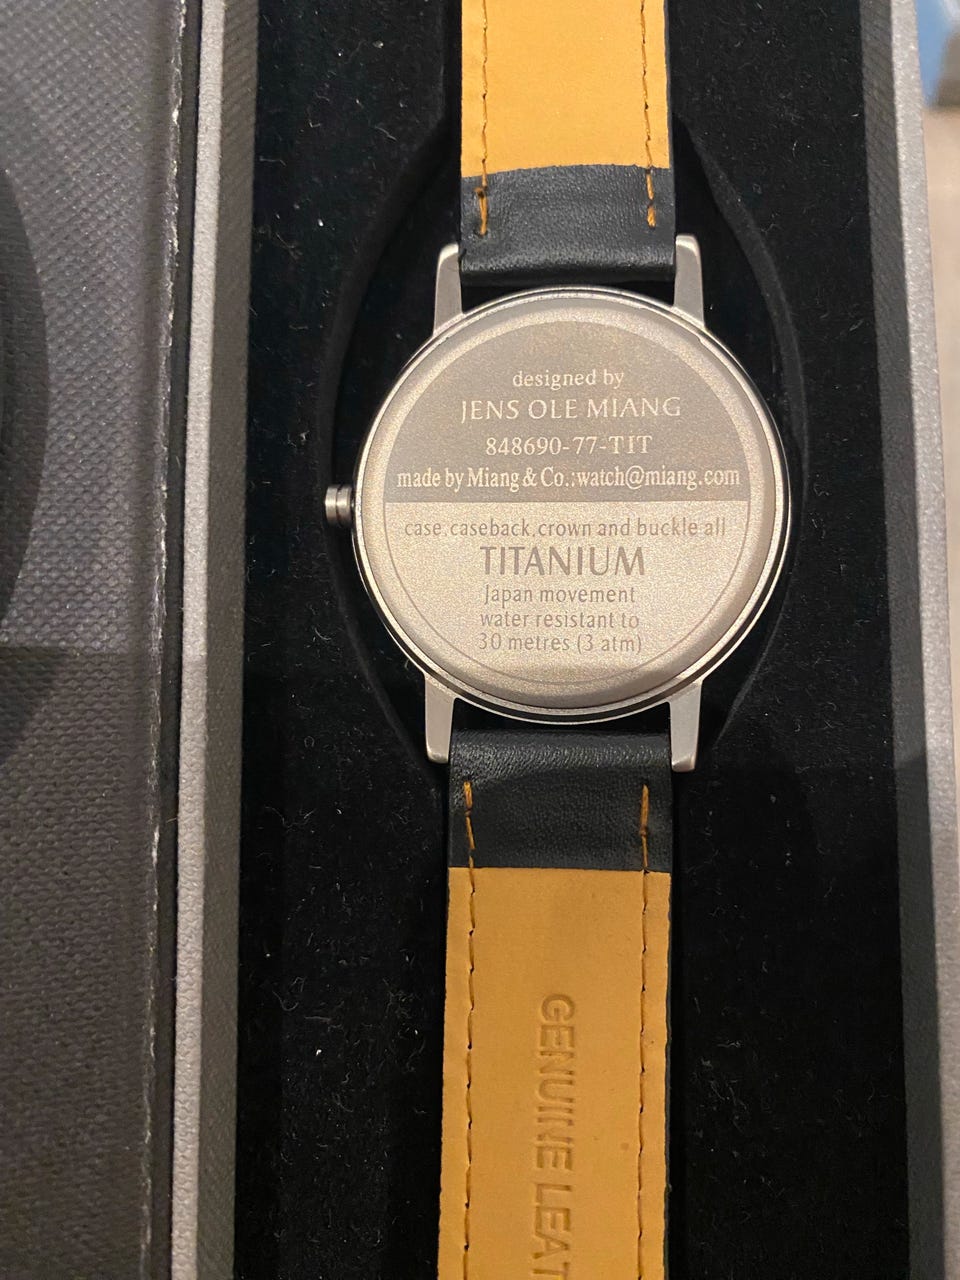 designed by
JENS OLE MIANG
848690-77-TIT
made by Miang & Co.:watch@miang.com
case,caseback,crown and buckle all
TITANIUM
Japan movement
water resistant to
30 metres (3 atm)
GENUINE LEAT